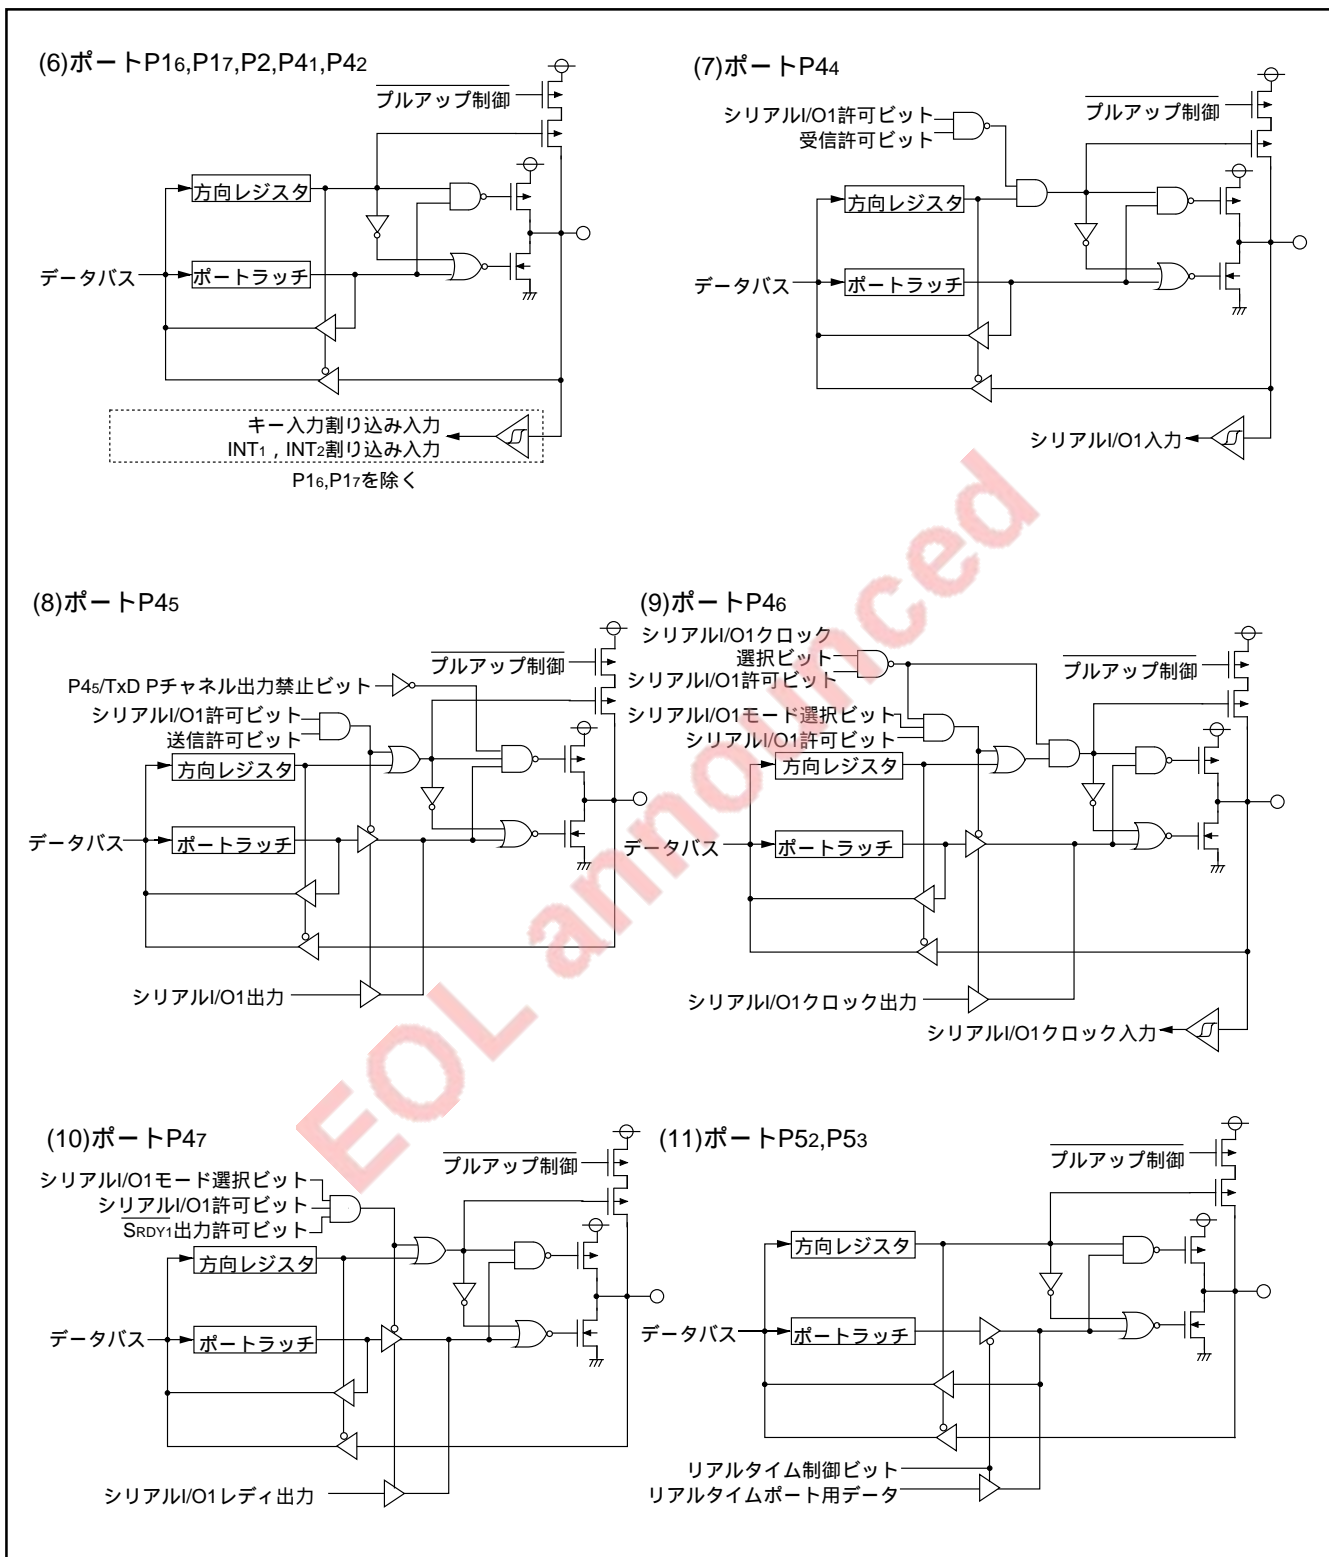 (6)ポートP16,P17,P2,P41,P42
プルアップ制御
方向レジスタ
データバス
ポートラッチ
キー入力割り込み入力
INT1 , INT2割り込み入力
P16,P17を除く
(7)ポートP44
シリアルI/O1許可ビット
受信許可ビット
プルアップ制御
方向レジスタ
データバス
ポートラッチ
シリアルI/O1入力
(8)ポートP45
プルアップ制御
P45/TxD Pチャネル出力禁止ビット
シリアルI/O1許可ビット
送信許可ビット
方向レジスタ
データバス
ポートラッチ
シリアルI/O1出力
(9)ポートP46
シリアルI/O1クロック
選択ビット
シリアルI/O1許可ビット
プルアップ制御
シリアルI/O1モード選択ビット
シリアルI/O1許可ビット
方向レジスタ
データバス
ポートラッチ
シリアルI/O1クロック出力
シリアルI/O1クロック入力
(10)ポートP47
プルアップ制御
シリアルI/O1モード選択ビット
シリアルI/O1許可ビット
SRDY1出力許可ビット
方向レジスタ
データバス
ポートラッチ
シリアルI/O1レディ出力
(11)ポートP52,P53
プルアップ制御
方向レジスタ
データバス
ポートラッチ
リアルタイム制御ビット
リアルタイムポート用データ
EOL announced